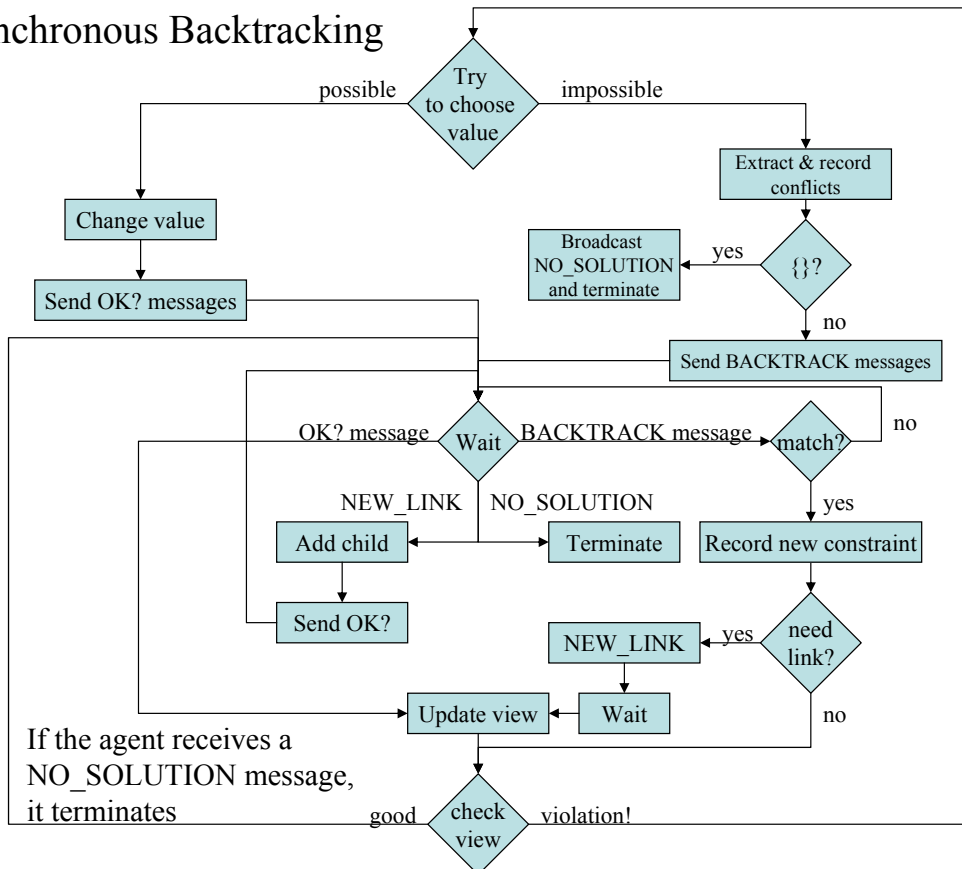 nchronous Backtracking
Try
to choose
value
possible
impossible
Extract & record
conflicts
Change value
Broadcast
NO_SOLUTION
and terminate
yes
{}?
Send OK? messages
no
Send BACKTRACK messages
OK? message
Wait
BACKTRACK message
match?
no
NEW_LINK
NO_SOLUTION
yes
Add child
Terminate
Record new constraint
Send OK?
NEW_LINK
yes
need
link?
Update view
Wait
no
If the agent receives a
NO_SOLUTION message,
it terminates
good
check
view
violation!